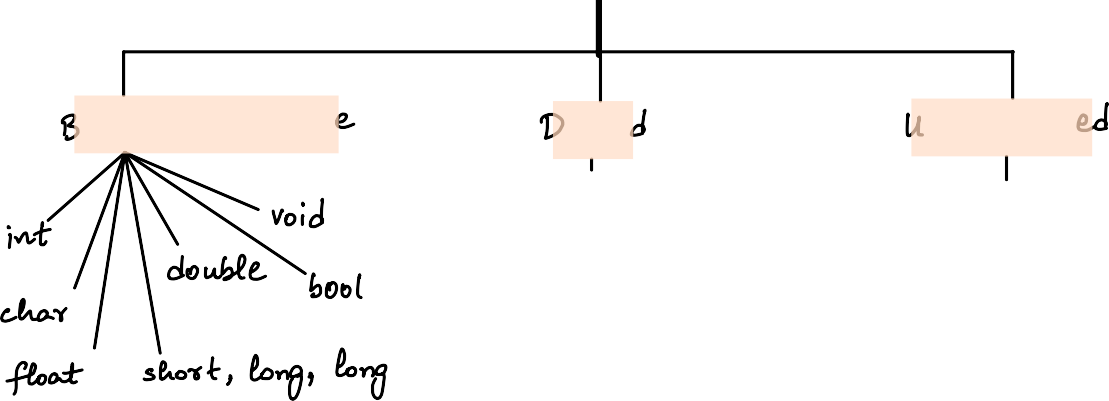 B e D d U ed
int
void
double
bool
char
float
short, long, long